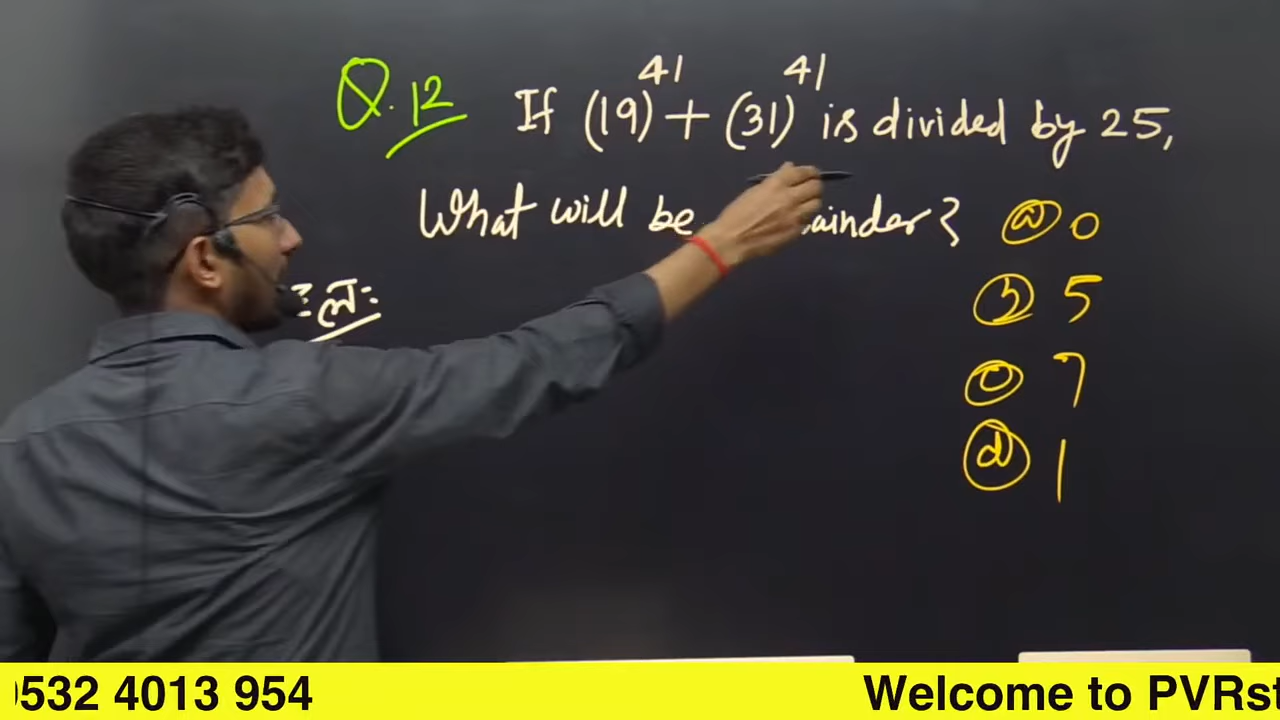 Q.12 If (19)⁴¹ + (31)⁴¹ is divided by 25,
What will be remainder?
ⓐ 0
ⓑ 5
ⓒ 7
ⓓ 1
532 4013 954 Welcome to PVRst